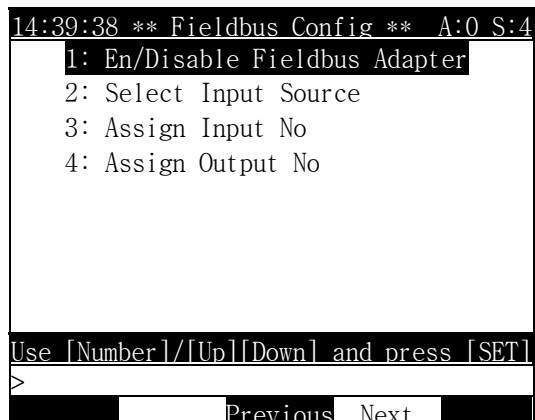 14:39:38 ** Fieldbus Config ** A:0 S:4
1: En/Disable Fieldbus Adapter
2: Select Input Source
3: Assign Input No
4: Assign Output No
Use [Number]/[Up][Down] and press [SET]
>
Previous Next